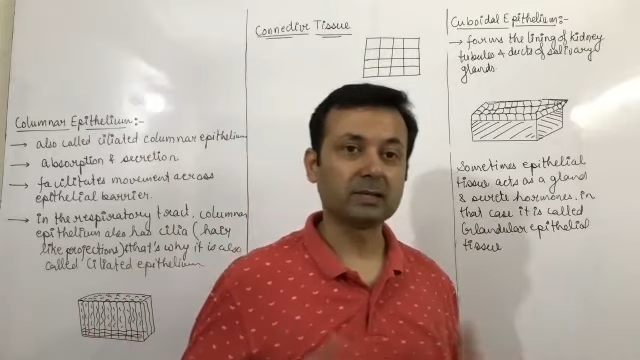 Columnar Epithelium:-
→ also called ciliated columnar epithelium
→ absorption & secretion
→ facilitates movement across
epithelial barrier.
→ in the respiratory tract, columnar
epithelium also has cilia (hair
like projections) that's why it is also
called ciliated epithelium
Connective Tissue
Cuboidal Epithelium:-
→ forms the lining of kidney
tubules & ducts of salivary
glands.
Sometimes epithelial
tissue acts as a gland
& secrete hormones. in
that case it is called
Glandular epithelial
tissue